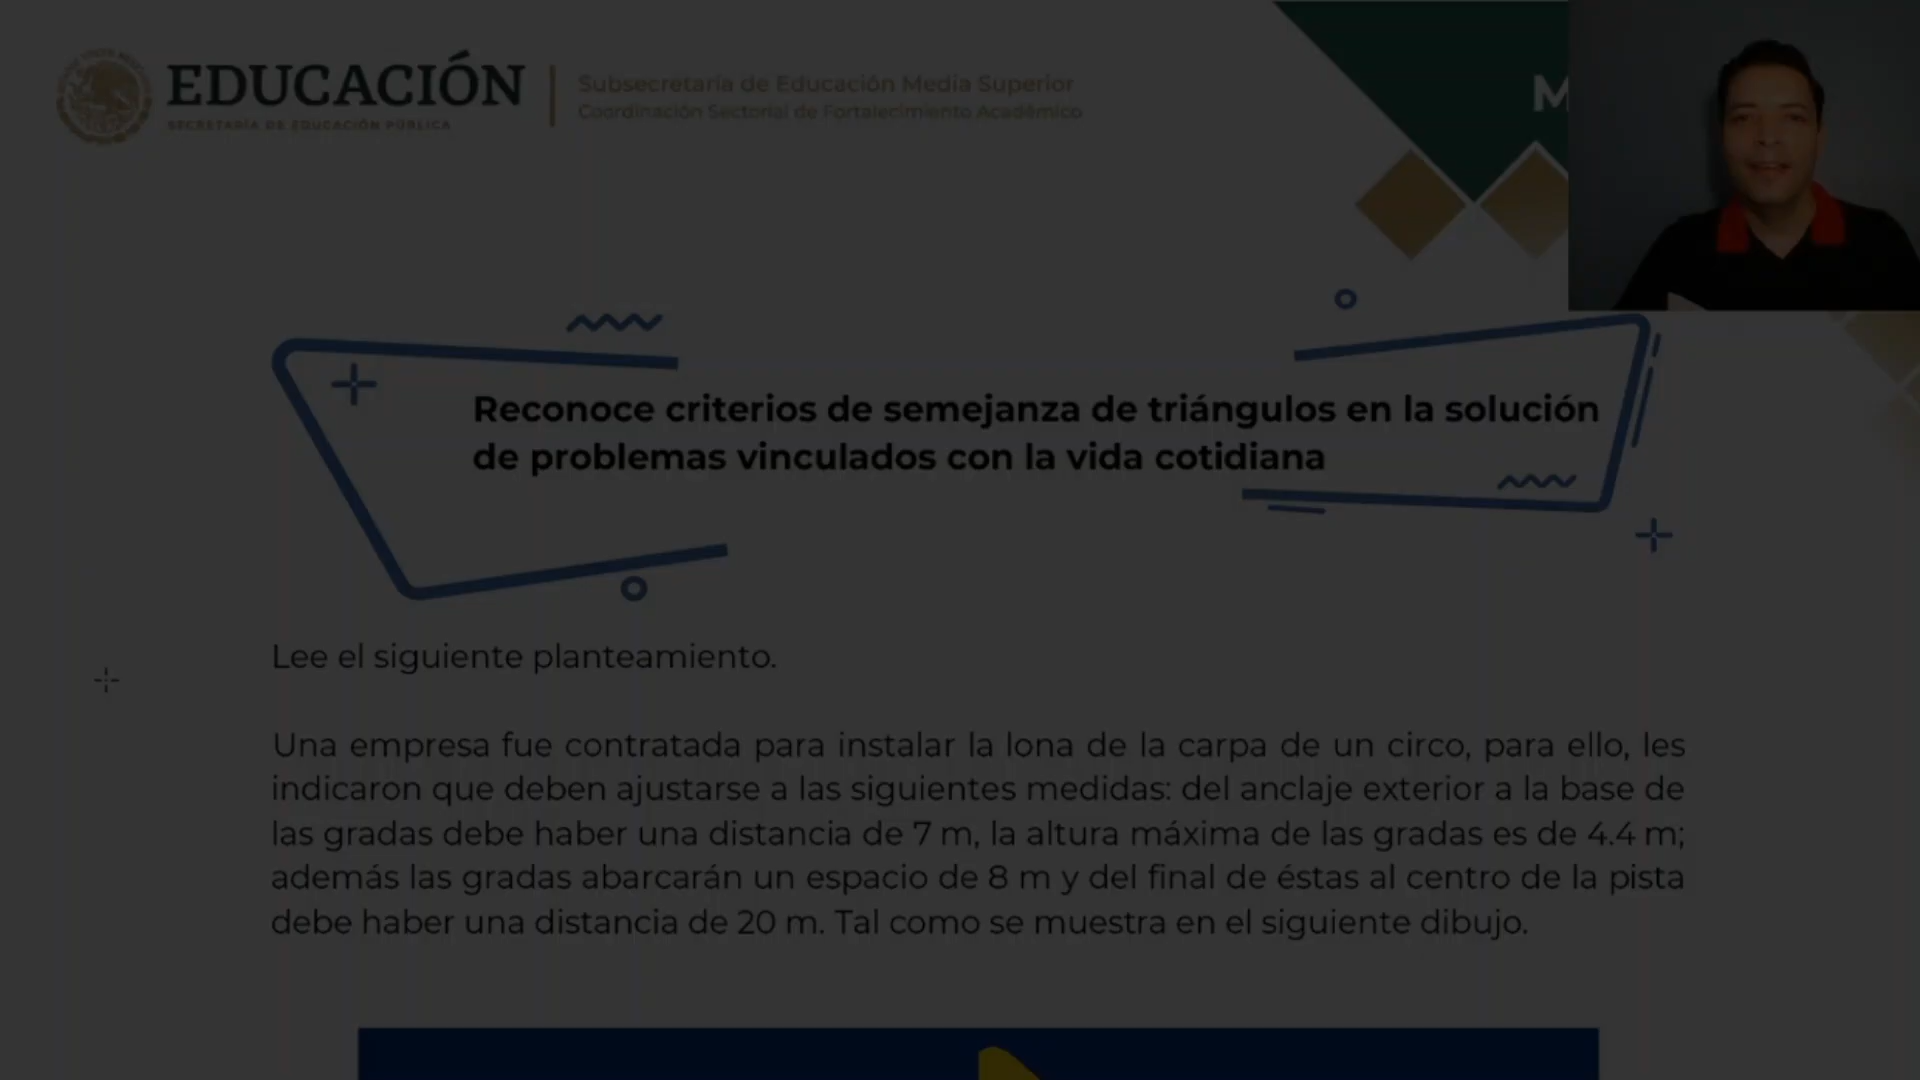 EDUCACIÓN
SECRETARÍA DE EDUCACIÓN PÚBLICA
Subsecretaría de Educación Media Superior
Coordinación Sectorial de Fortalecimiento Académico
M
Reconoce criterios de semejanza de triángulos en la solución
de problemas vinculados con la vida cotidiana
Lee el siguiente planteamiento.
Una empresa fue contratada para instalar la lona de la carpa de un circo, para ello, les
indicaron que deben ajustarse a las siguientes medidas: del anclaje exterior a la base de
las gradas debe haber una distancia de 7 m, la altura máxima de las gradas es de 4.4 m;
además las gradas abarcarán un espacio de 8 m y del final de éstas al centro de la pista
debe haber una distancia de 20 m. Tal como se muestra en el siguiente dibujo.